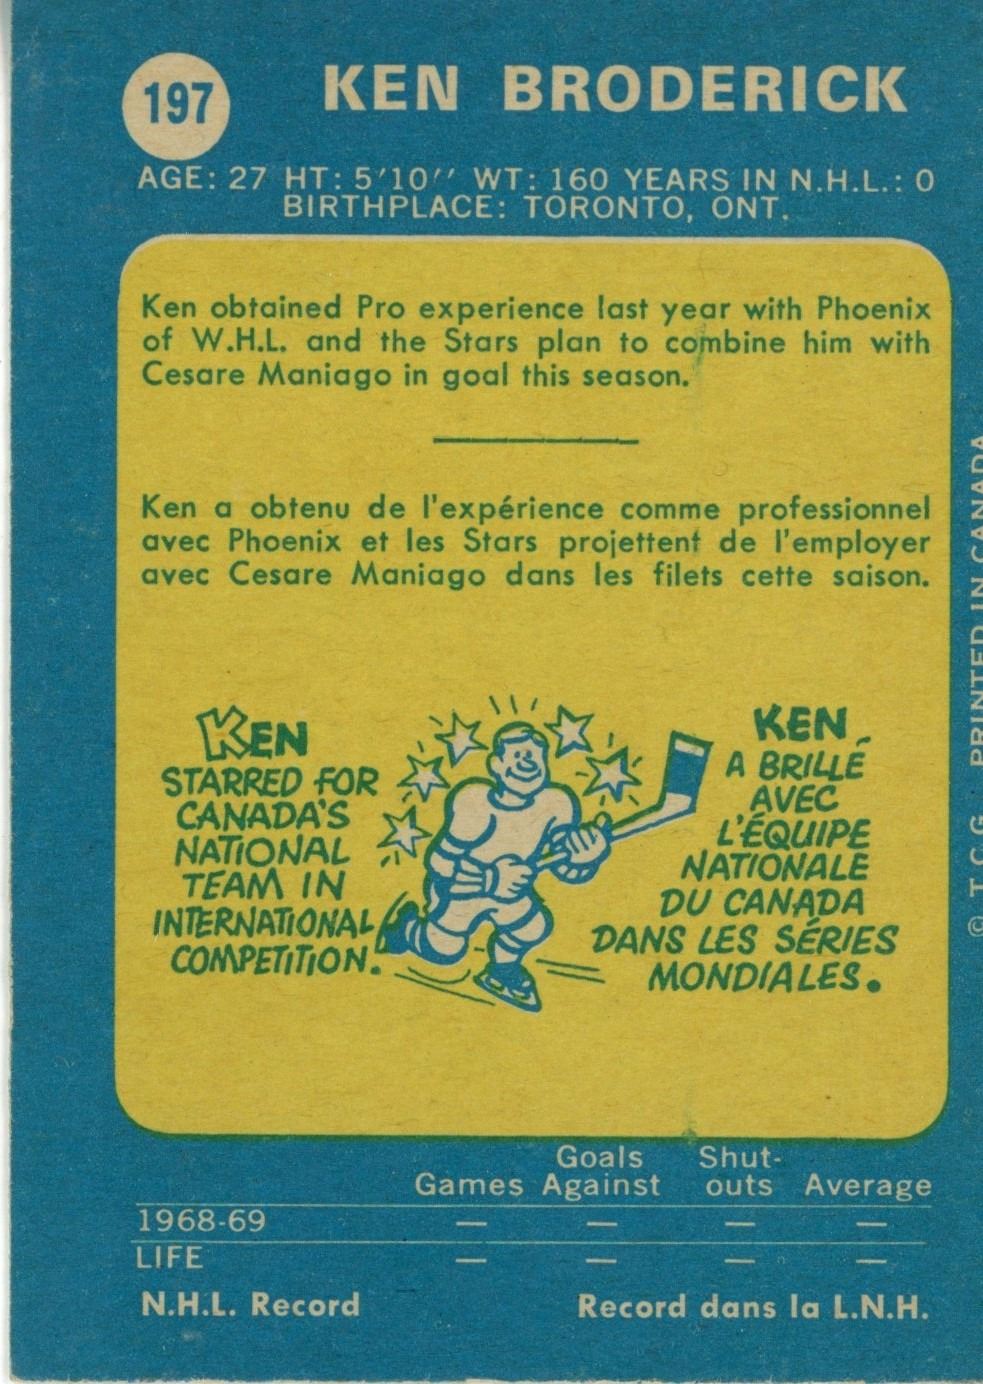 197
KEN BRODERICK
AGE: 27 HT: 5'10'' WT: 160 YEARS IN N.H.L.: 0
BIRTHPLACE: TORONTO, ONT.
Ken obtained Pro experience last year with Phoenix
of W.H.L. and the Stars plan to combine him with
Cesare Maniago in goal this season.
Ken a obtenu de l'expérience comme professionnel
avec Phoenix et les Stars projettent de l'employer
avec Cesare Maniago dans les filets cette saison.
KEN
STARRED FOR
CANADA'S
NATIONAL
TEAM IN
INTERNATIONAL
COMPETITION.
KEN
A BRILLÉ
AVEC
L'ÉQUIPE
NATIONALE
DU CANADA
DANS LES SÉRIES
MONDIALES.
© T.C.G. PRINTED IN CANADA
Goals Shut-
Games Against outs Average
1968-69 — — — —
LIFE — — — —
N.H.L. Record Record dans la L.N.H.